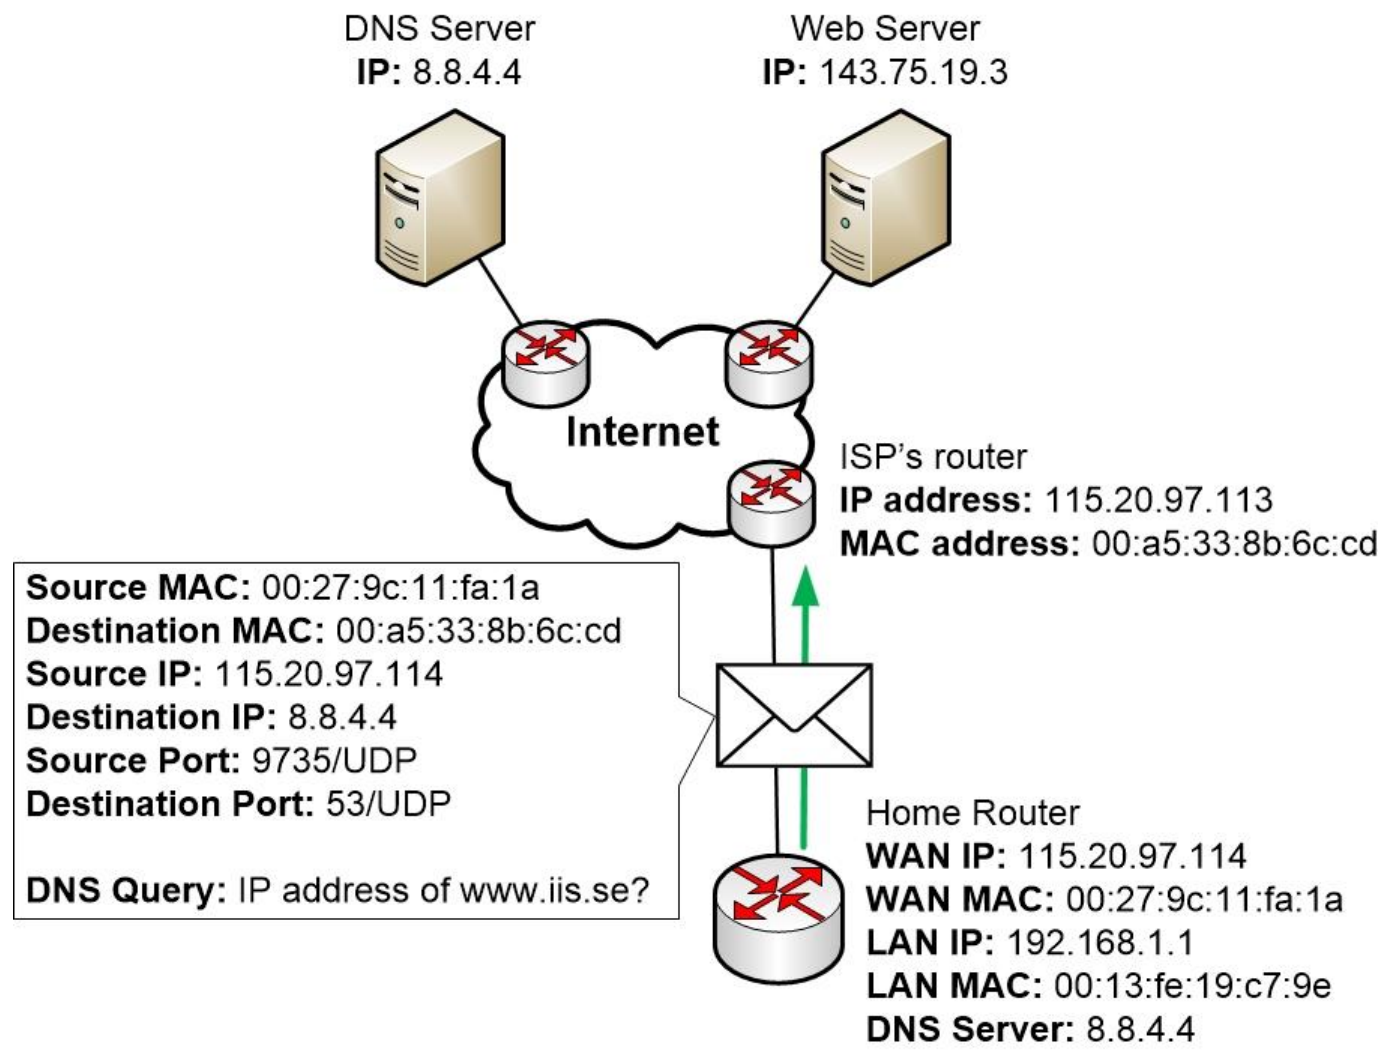 DNS Server
IP: 8.8.4.4
Web Server
IP: 143.75.19.3
Internet
ISP's router
IP address: 115.20.97.113
MAC address: 00:a5:33:8b:6c:cd
Source MAC: 00:27:9c:11:fa:1a
Destination MAC: 00:a5:33:8b:6c:cd
Source IP: 115.20.97.114
Destination IP: 8.8.4.4
Source Port: 9735/UDP
Destination Port: 53/UDP
DNS Query: IP address of www.iis.se?
Home Router
WAN IP: 115.20.97.114
WAN MAC: 00:27:9c:11:fa:1a
LAN IP: 192.168.1.1
LAN MAC: 00:13:fe:19:c7:9e
DNS Server: 8.8.4.4